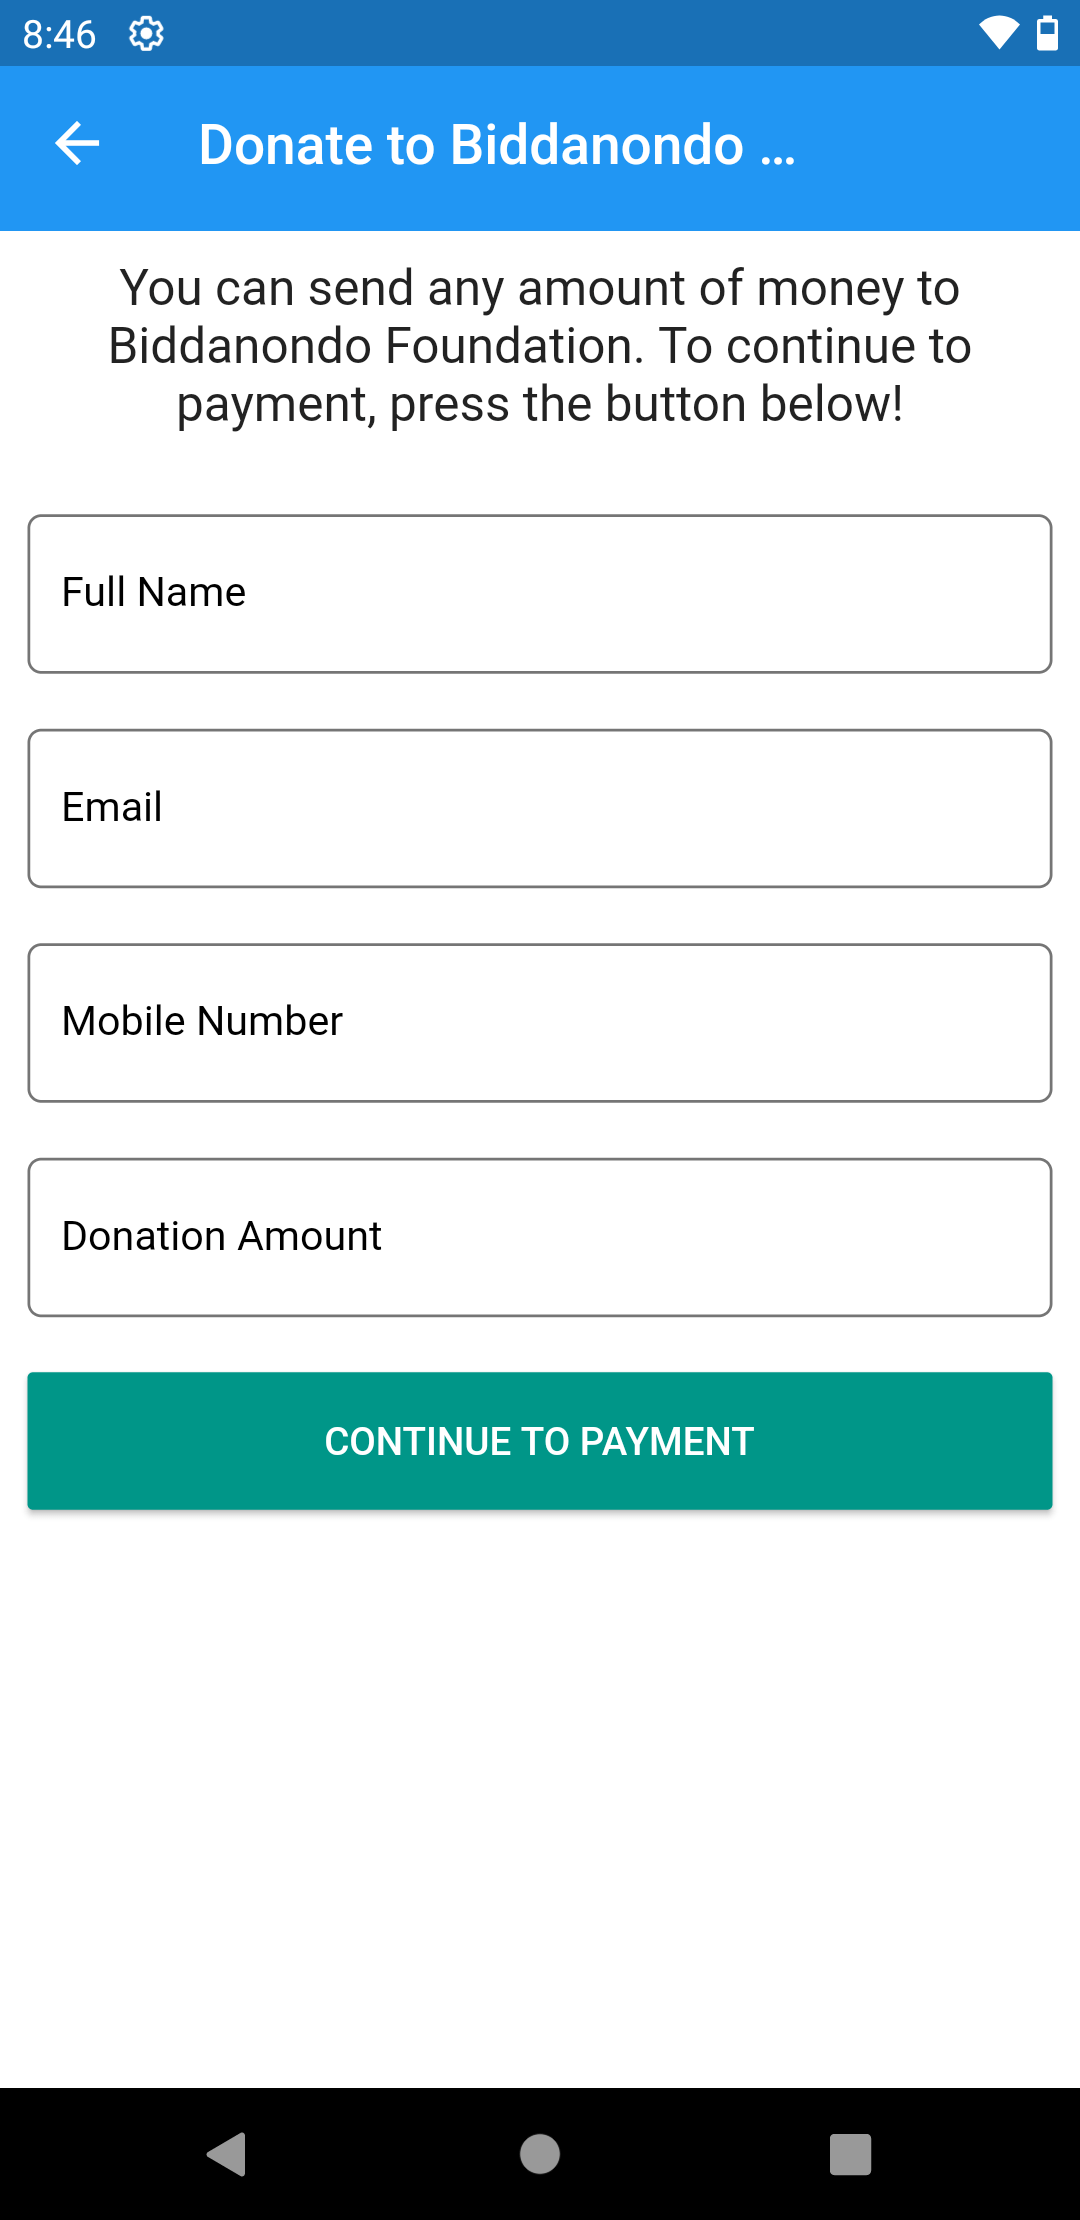 8:46
Donate to Biddanondo ...
You can send any amount of money to
Biddanondo Foundation. To continue to
payment, press the button below!
Full Name
Email
Mobile Number
Donation Amount
CONTINUE TO PAYMENT